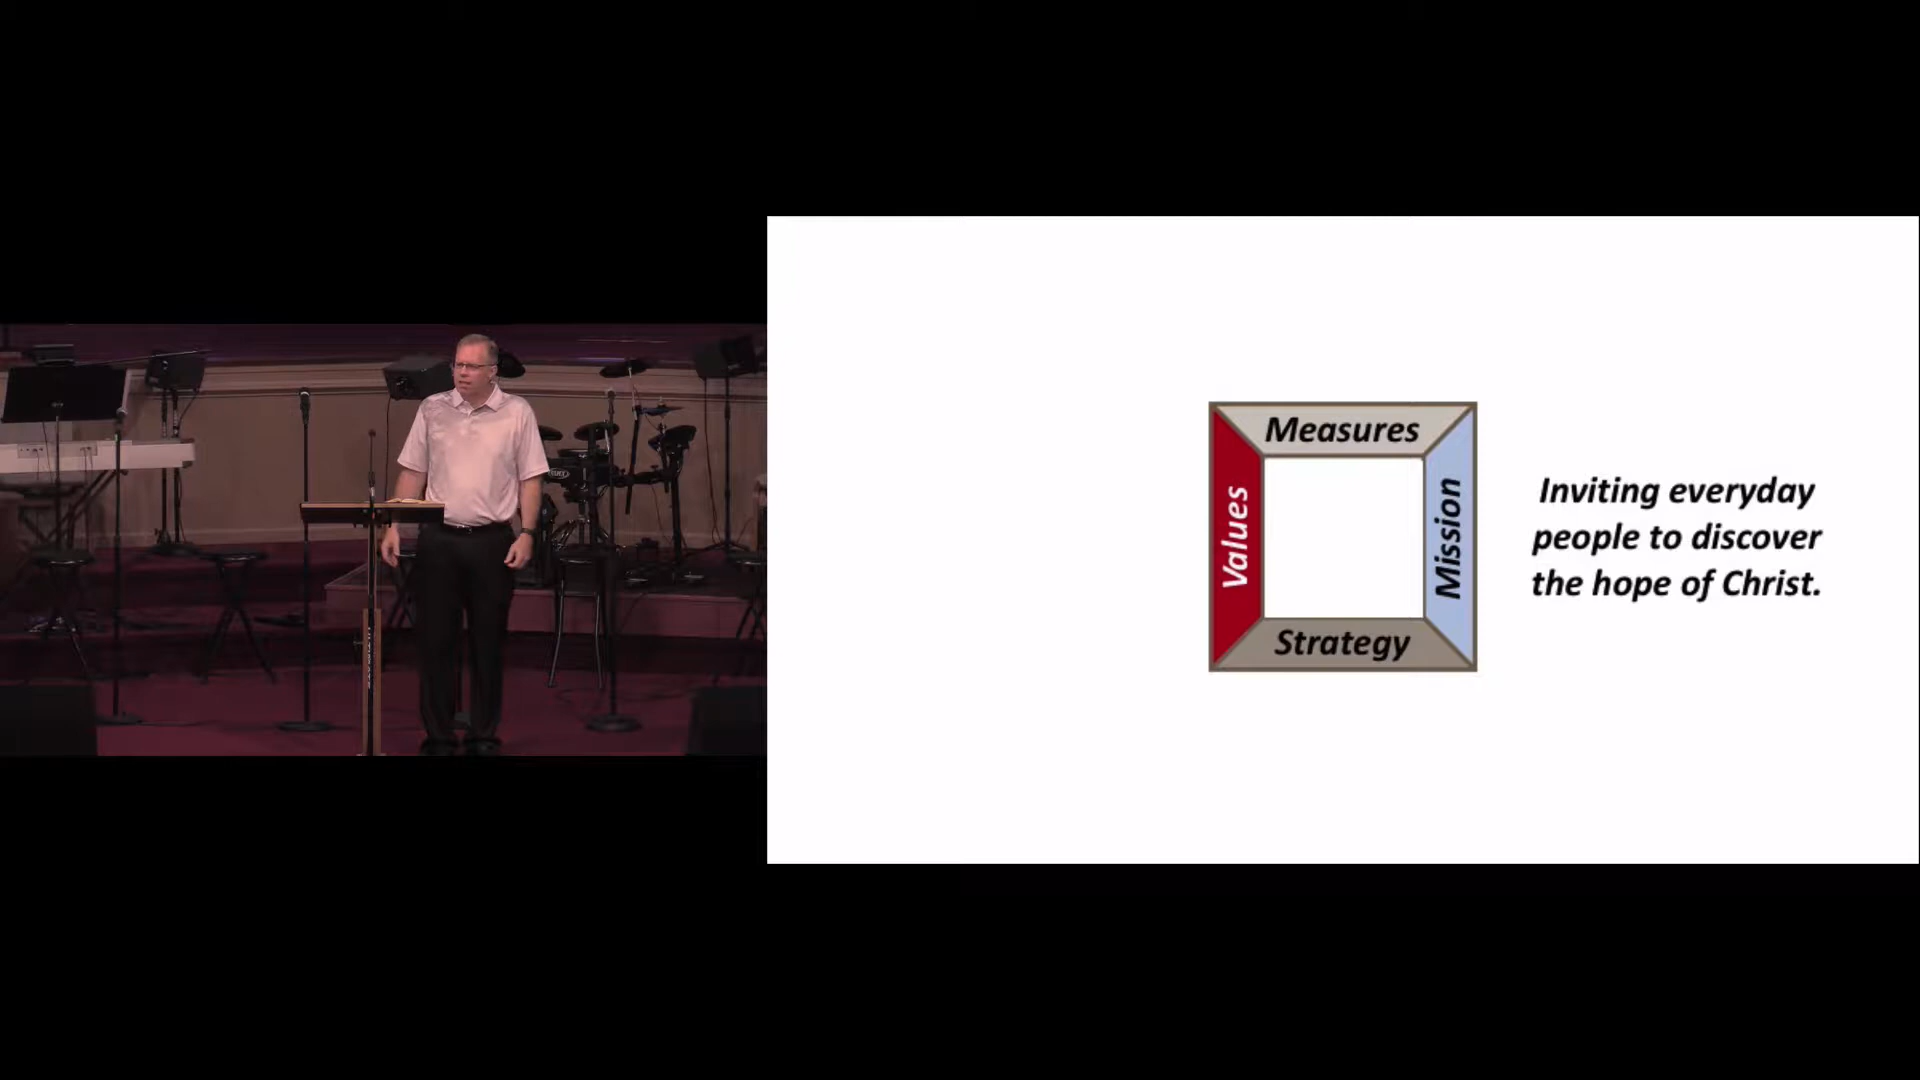 Measures
Values
Mission
Strategy
Inviting everyday
people to discover
the hope of Christ.